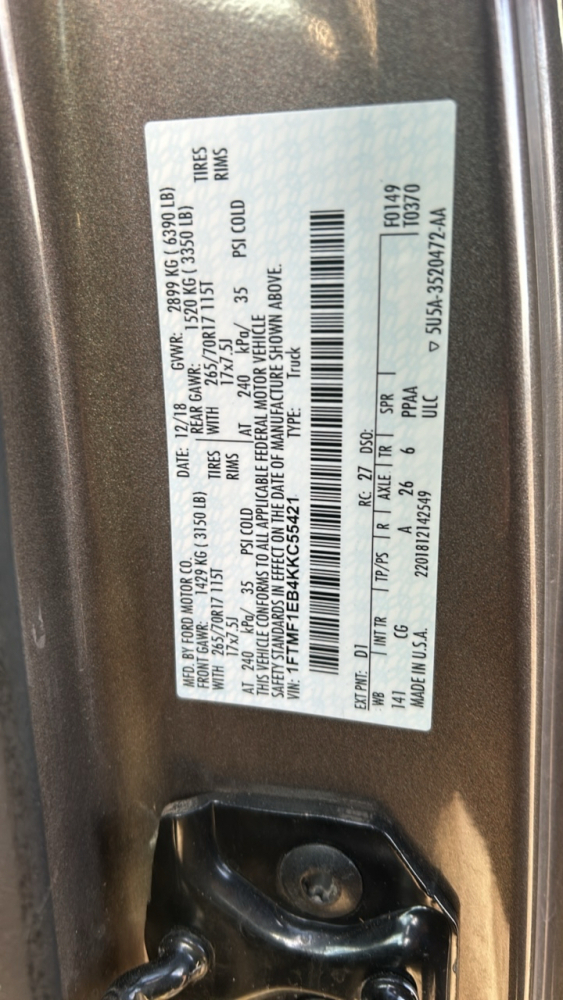 MFD. BY FORD MOTOR CO. DATE: 12/18 GVWR: 2899 KG ( 6390 LB)
FRONT GAWR: 1429 KG ( 3150 LB) REAR GAWR: 1520 KG ( 3350 LB)
WITH 265/70R17 115T TIRES WITH 265/70R17 115T TIRES
17x7.5J RIMS 17x7.5J RIMS
AT 240 kPa/ 35 PSI COLD AT 240 kPa/ 35 PSI COLD
THIS VEHICLE CONFORMS TO ALL APPLICABLE FEDERAL MOTOR VEHICLE
SAFETY STANDARDS IN EFFECT ON THE DATE OF MANUFACTURE SHOWN ABOVE.
VIN: 1FTMF1EB4KKC55421 TYPE: Truck
EXT PNT: DJ RC: 27 DSO:
WB INT TR TP/PS R AXLE TR SPR F0149
141 CG A 26 6 PPAA T0370
MADE IN U.S.A. 2201812142549 ULC
▽ 5U5A-3520472-AA